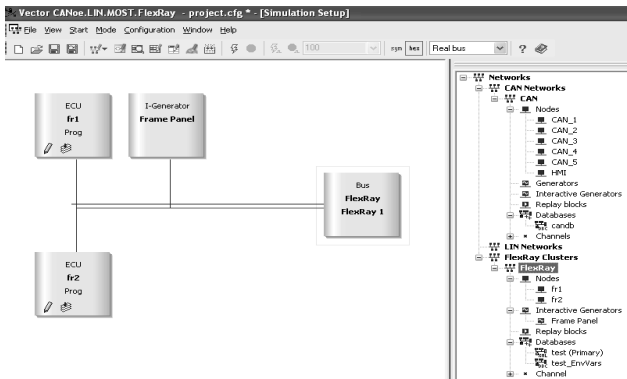 Vector CANoe.LIN.MOST.FlexRay - project.cfg * - [Simulation Setup]
File View Start Mode Configuration Window Help
100 sym hex Real bus
ECU
fr1
Prog
I-Generator
Frame Panel
Bus
FlexRay
FlexRay 1
ECU
fr2
Prog
Networks
CAN Networks
CAN
Nodes
CAN_1
CAN_2
CAN_3
CAN_4
CAN_5
HMI
Generators
Interactive Generators
Replay blocks
Databases
candb
Channels
LIN Networks
FlexRay Clusters
FlexRay
Nodes
fr1
fr2
Interactive Generators
Frame Panel
Replay blocks
Databases
test (Primary)
test_EnvVars
Channel